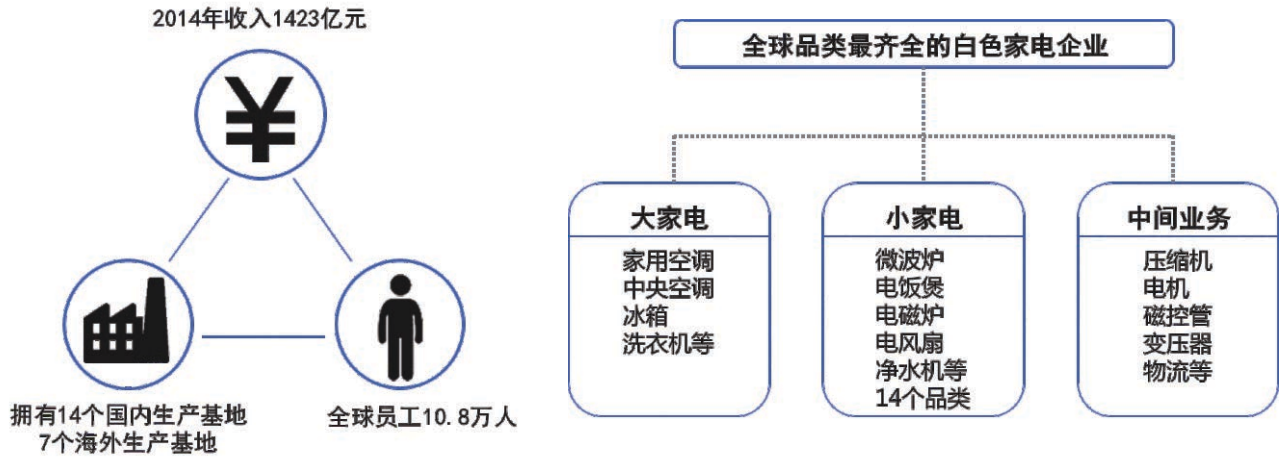 2014年收入1423亿元
¥
拥有14个国内生产基地
7个海外生产基地
全球员工10.8万人
全球品类最齐全的白色家电企业
大家电
家用空调
中央空调
冰箱
洗衣机等
小家电
微波炉
电饭煲
电磁炉
电风扇
净水机等
14个品类
中间业务
压缩机
电机
磁控管
变压器
物流等